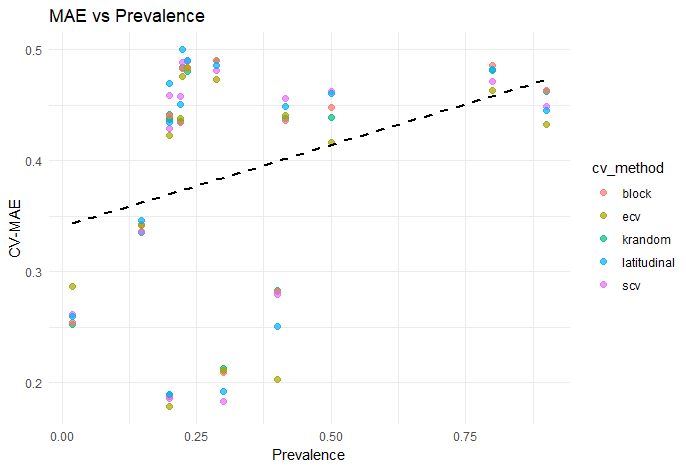 MAE vs Prevalence
CV-MAE
0.5
0.4
0.3
0.2
0.00
0.25
0.50
0.75
Prevalence
cv_method
block
ecv
krandom
latitudinal
scv